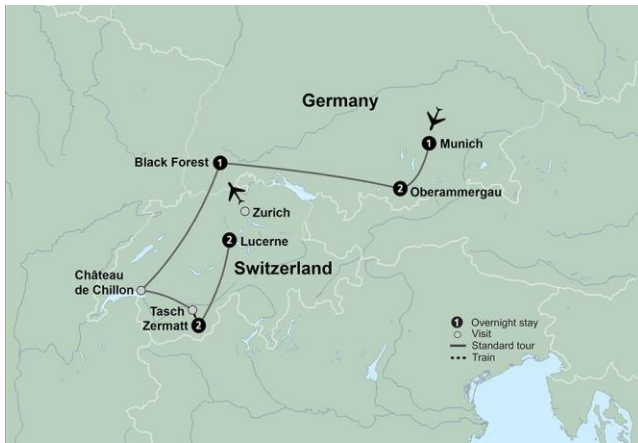 Germany
1
Munich
Black Forest
1
2
Oberammergau
Zurich
2
Lucerne
Switzerland
Château
de Chillon
Tasch
Zermatt
2
1
Overnight stay
Visit
Standard tour
Train